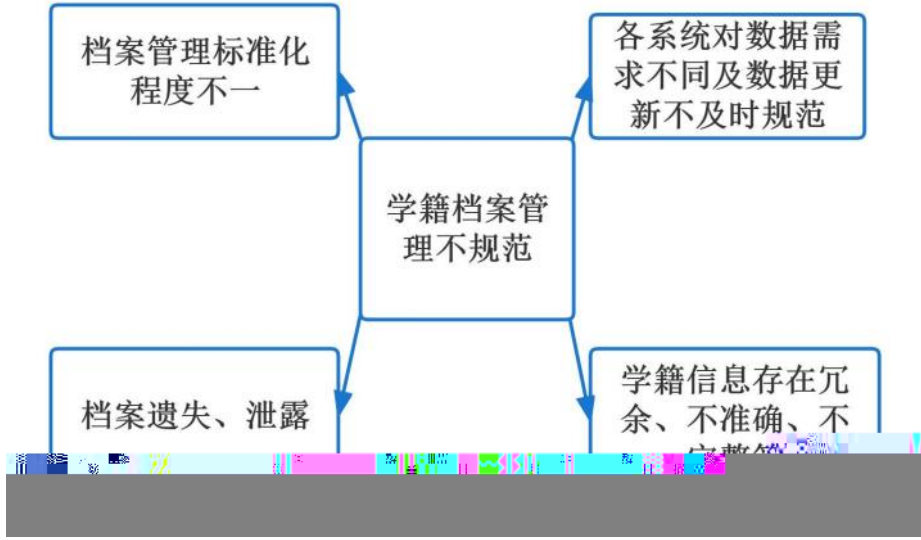 档案管理标准化
程度不一
各系统对数据需
求不同及数据更
新不及时规范
学籍档案管
理不规范
档案遗失、泄露
学籍信息存在冗
余、不准确、不